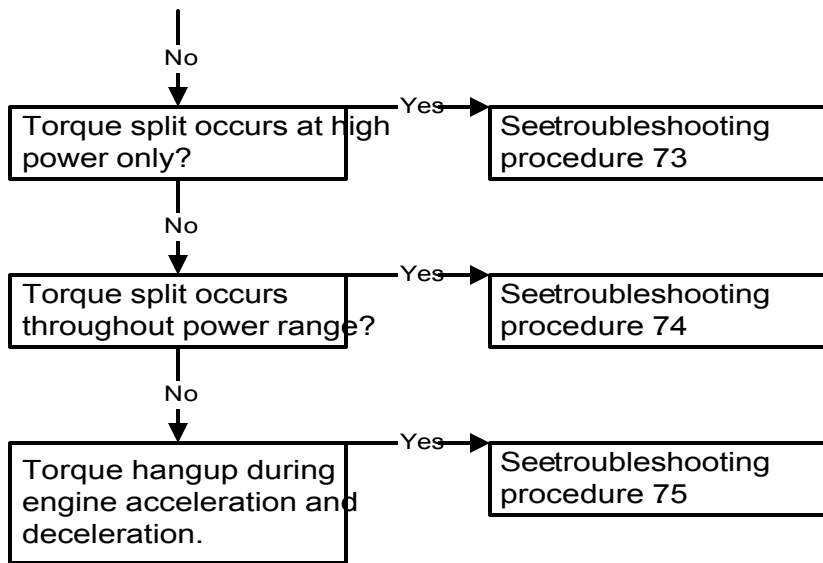 No
Torque split occurs at high
power only?
Yes
Seetroubleshooting
procedure 73
No
Torque split occurs
throughout power range?
Yes
Seetroubleshooting
procedure 74
No
Torque hangup during
engine acceleration and
deceleration.
Yes
Seetroubleshooting
procedure 75